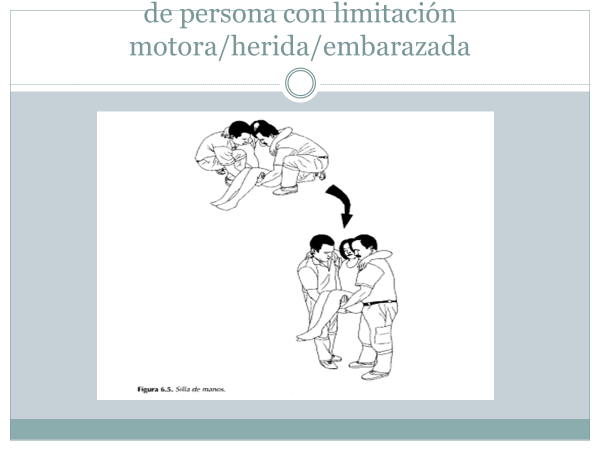 de persona con limitación
motora/herida/embarazada
Figura 6.5. Silla de manos.